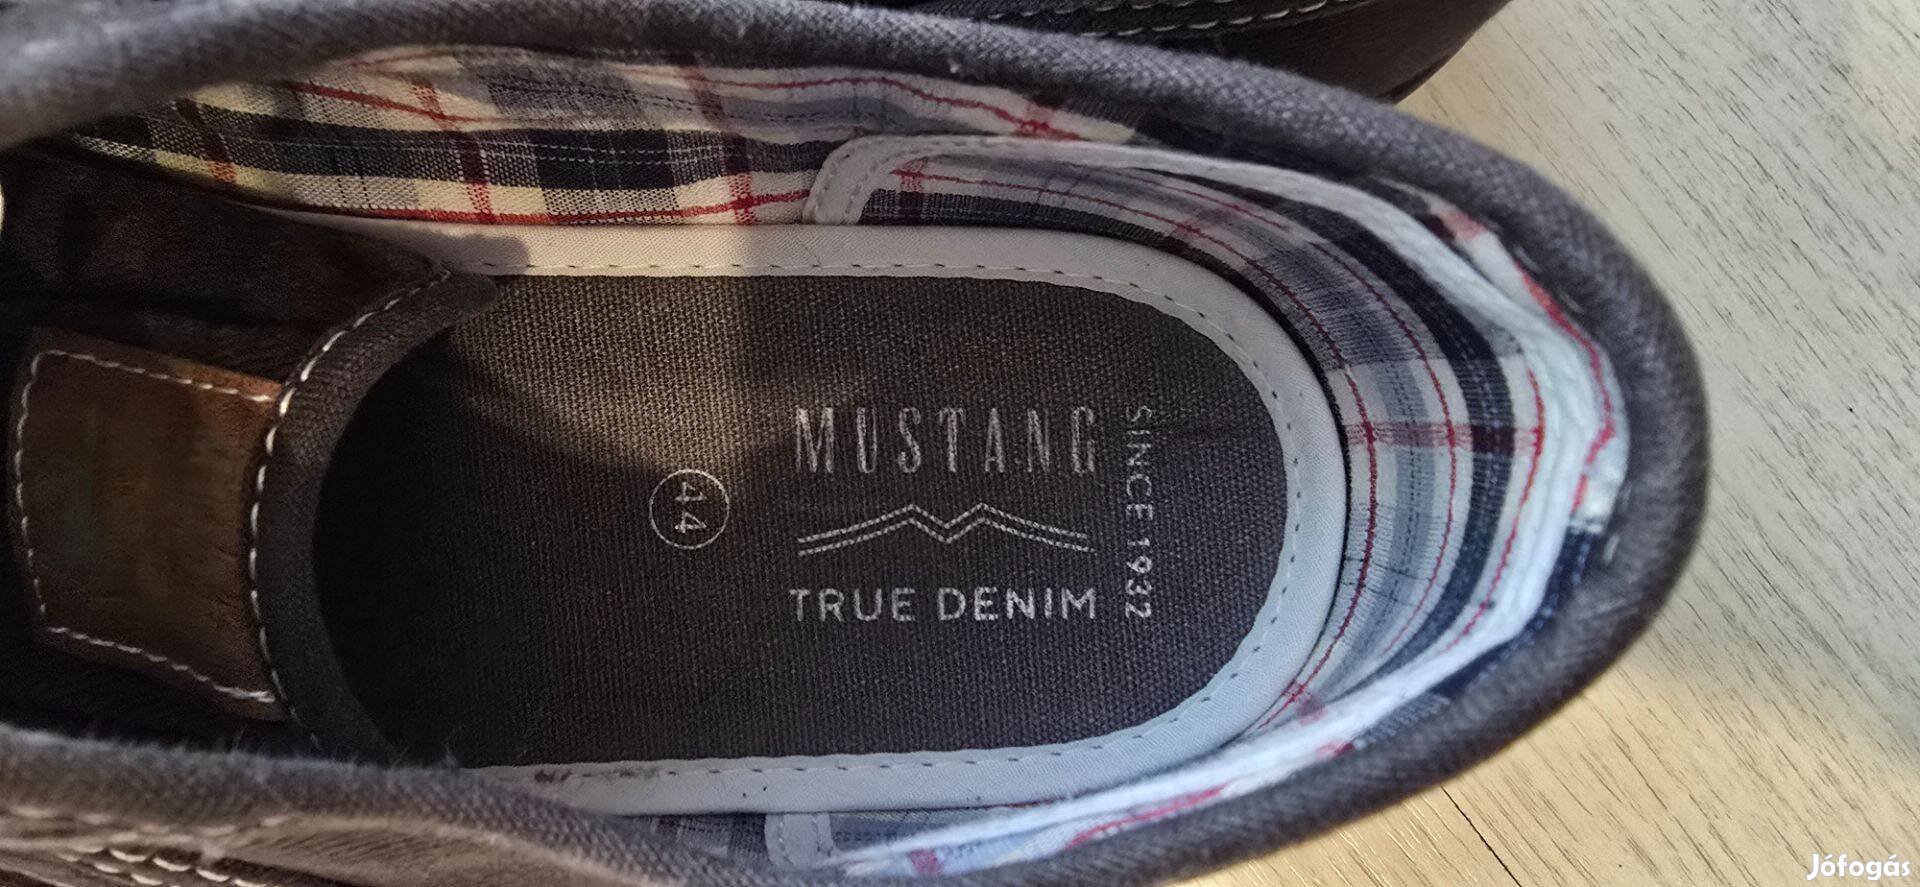 MUSTANG
TRUE DENIM
SINCE 1932
44
Jófogás